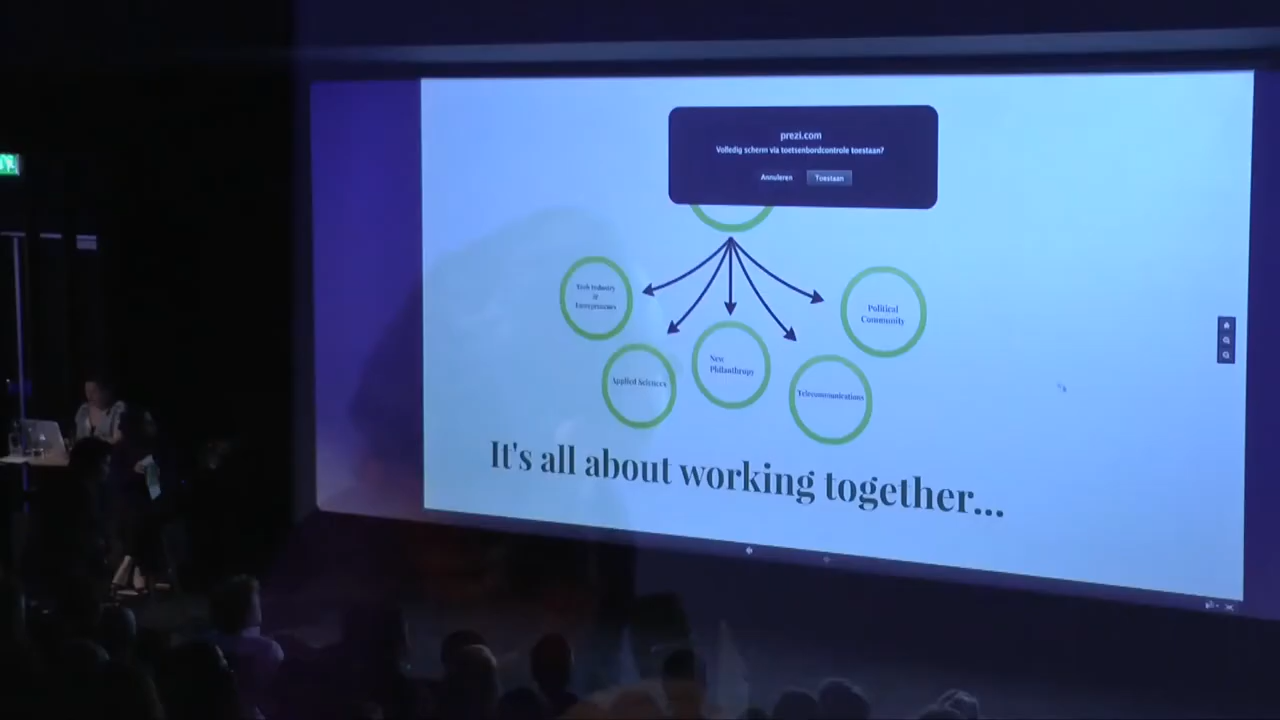 prezi.com
Volledig scherm via toetsenbordcontrole toestaan?
Annuleren
Toestaan
Tech Industry
&
Entrepreneurs
Political
Community
New
Philanthropy
Applied Sciences
Telecommunications
It's all about working together...